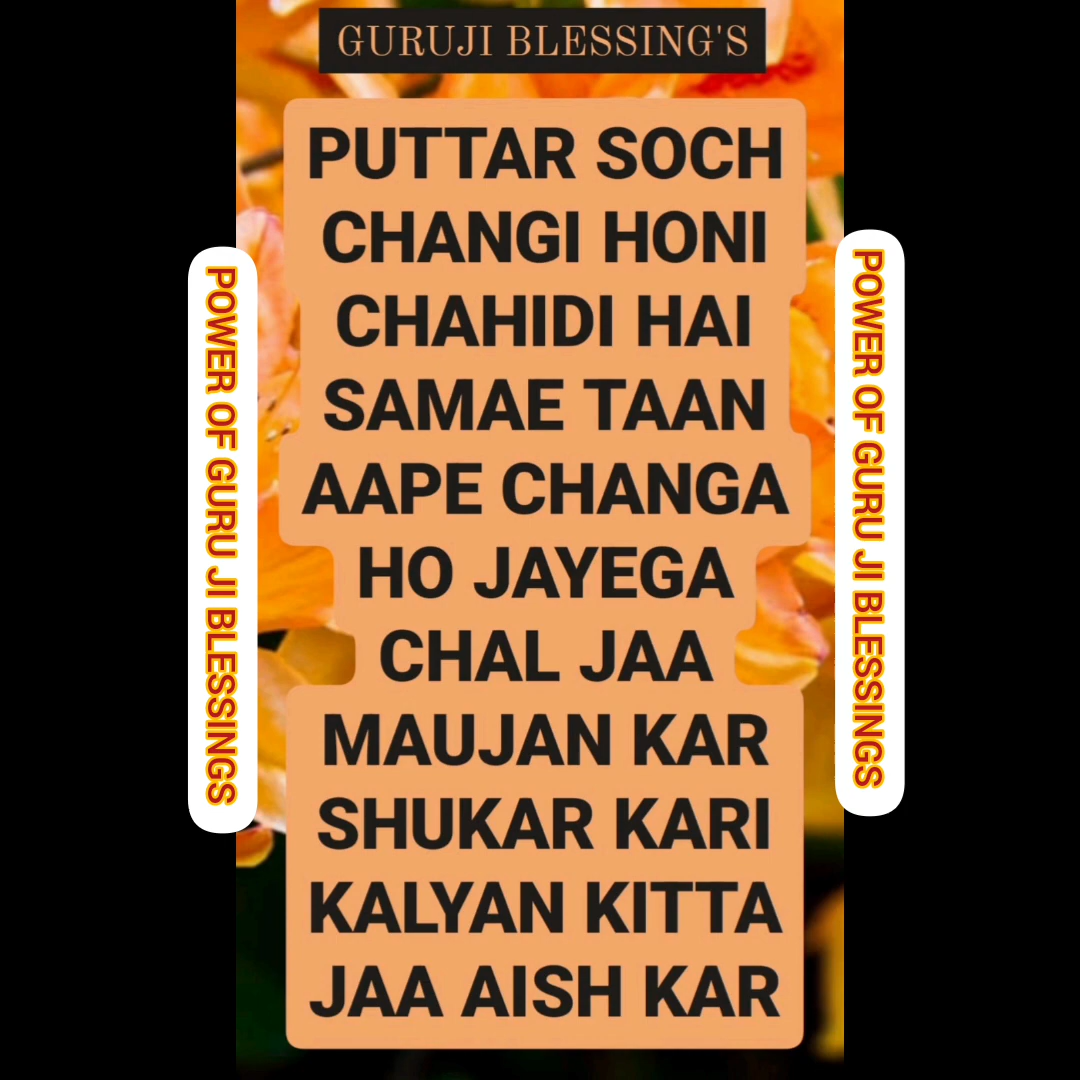 GURUJI BLESSING'S
PUTTAR SOCH
CHANGI HONI
CHAHIDI HAI
SAMAE TAAN
AAPE CHANGA
HO JAYEGA
CHAL JAA
MAUJAN KAR
SHUKAR KARI
KALYAN KITTA
JAA AISH KAR
POWER OF GURU JI BLESSINGS
POWER OF GURU JI BLESSINGS